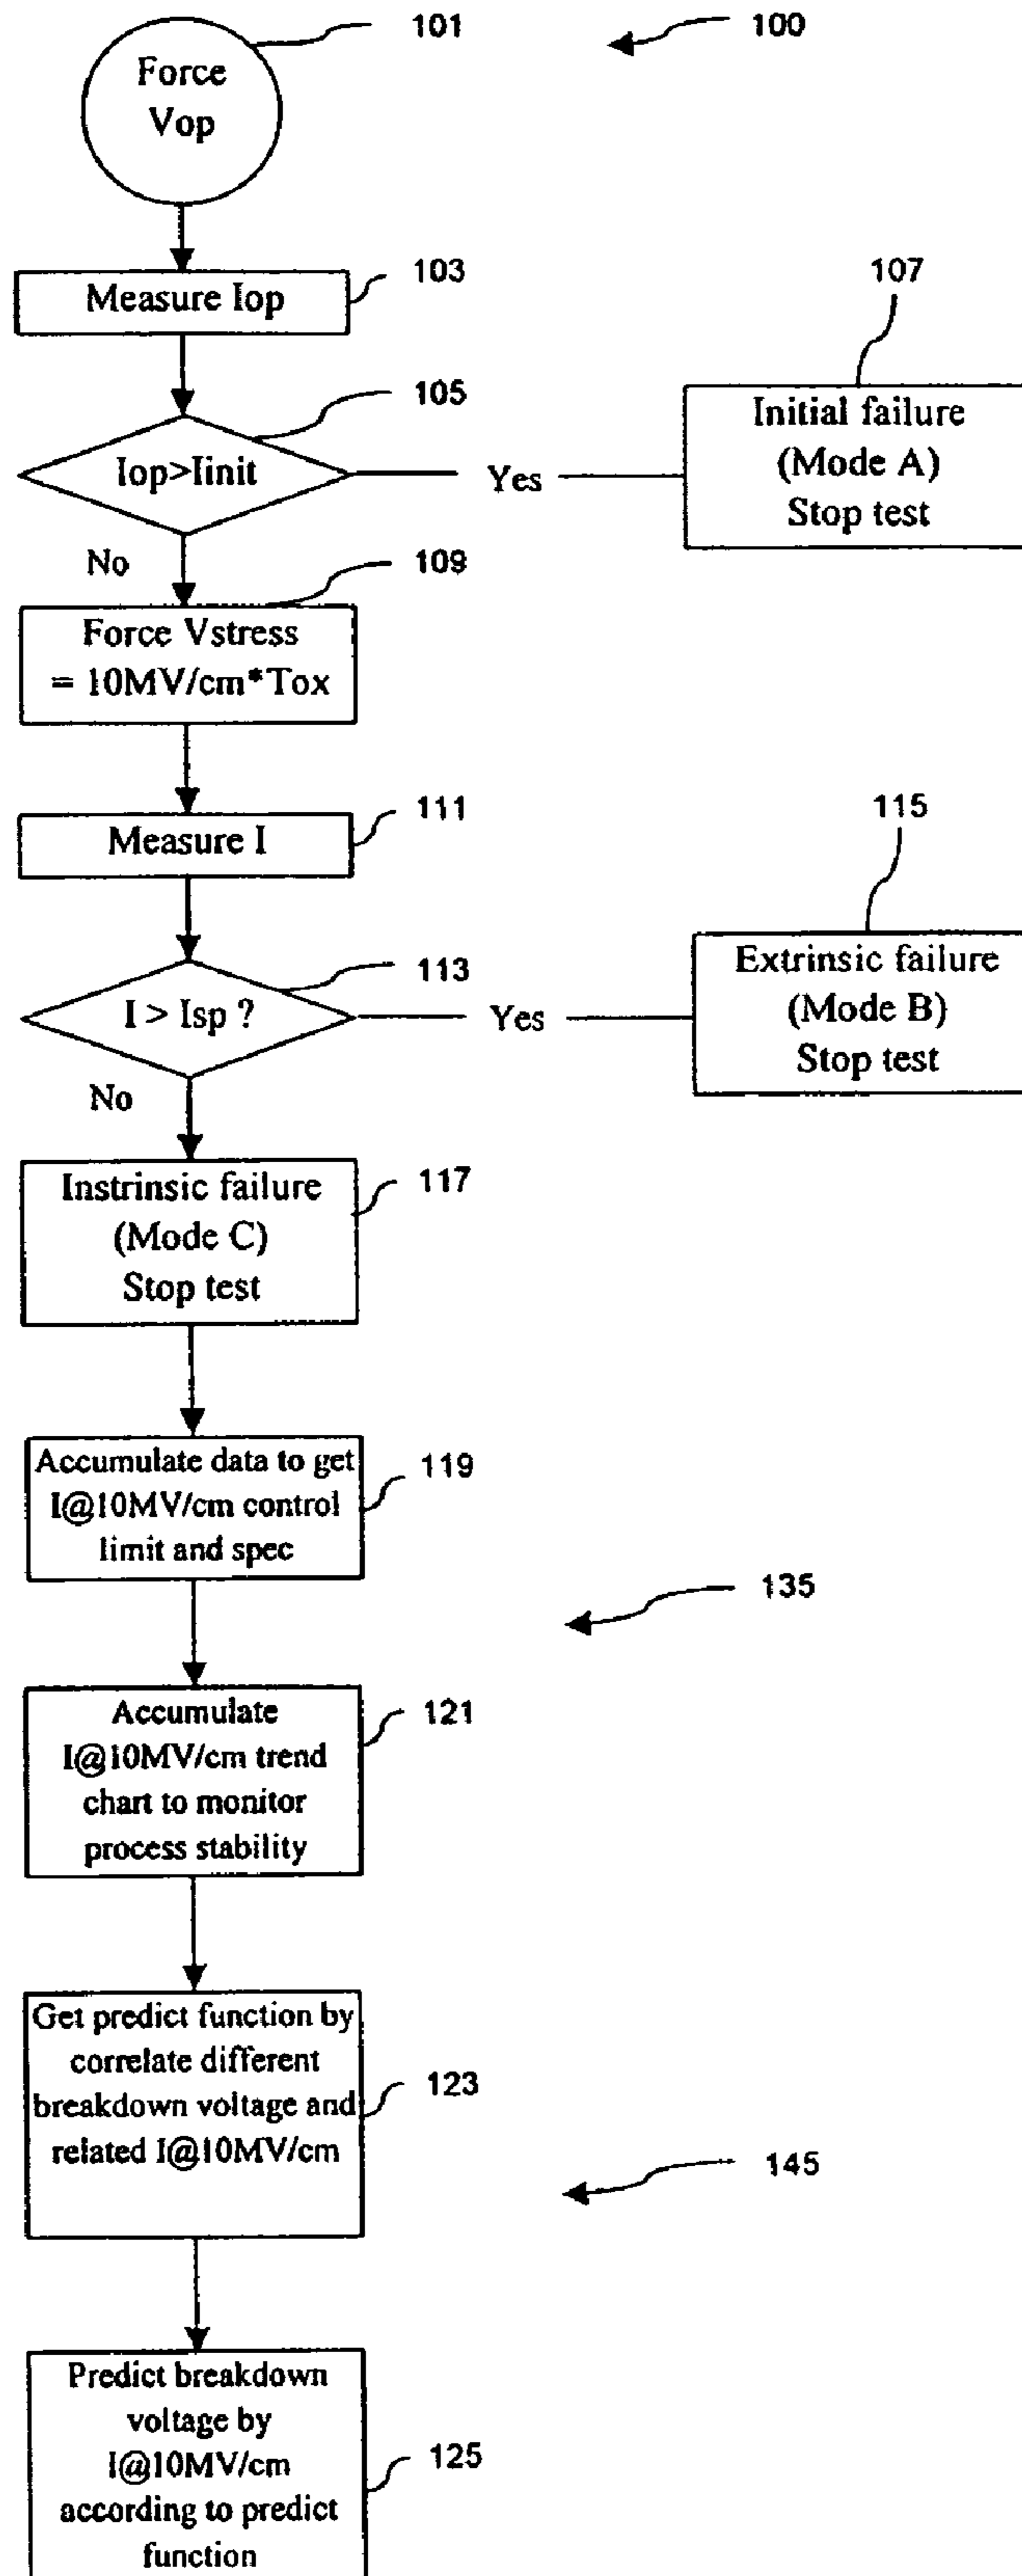 101
100
Force
Vop
103
Measure Iop
107
105
Iop>Iinit
Yes
Initial failure
(Mode A)
Stop test
No
109
Force Vstress
= 10MV/cm*Tox
111
Measure I
115
113
I > Isp ?
Yes
Extrinsic failure
(Mode B)
Stop test
No
117
Instrinsic failure
(Mode C)
Stop test
119
Accumulate data to get
I@10MV/cm control
limit and spec
135
121
Accumulate
I@10MV/cm trend
chart to monitor
process stability
Get predict function by
correlate different
breakdown voltage and
related I@10MV/cm
123
145
Predict breakdown
voltage by
I@10MV/cm
according to predict
function
125